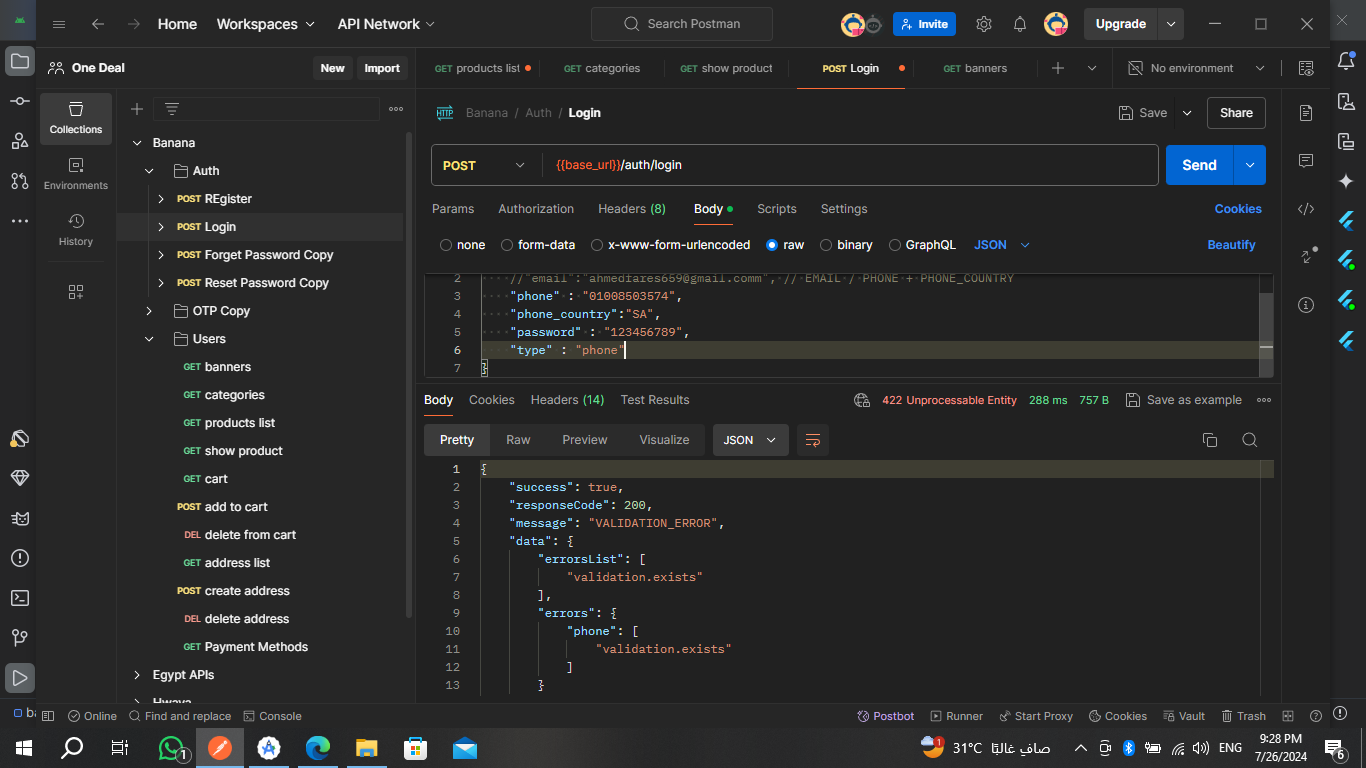 Home
Workspaces
API Network
Search Postman
Invite
Upgrade
One Deal
New
Import
GET products list
GET categories
GET show product
POST Login
GET banners
No environment
Collections
Environments
History
Banana
Auth
POST REgister
POST Login
POST Forget Password Copy
POST Reset Password Copy
OTP Copy
Users
GET banners
GET categories
GET products list
GET show product
GET cart
POST add to cart
DEL delete from cart
GET address list
POST create address
DEL delete address
GET Payment Methods
Egypt APIs
Hwaya
HTTP Banana / Auth / Login
Save
Share
POST
{{base_url}}/auth/login
Send
Params
Authorization
Headers (8)
Body
Scripts
Settings
Cookies
none
form-data
x-www-form-urlencoded
raw
binary
GraphQL
JSON
Beautify
2 //"email":"ahmedfares659@gmail.comm", // EMAIL / PHONE + PHONE_COUNTRY
3 "phone" : "01008503574",
4 "phone_country":"SA",
5 "password" : "123456789",
6 "type" : "phone"
7 }
Body
Cookies
Headers (14)
Test Results
422 Unprocessable Entity
288 ms
757 B
Save as example
Pretty
Raw
Preview
Visualize
JSON
1 {
2 "success": true,
3 "responseCode": 200,
4 "message": "VALIDATION_ERROR",
5 "data": {
6 "errorsList": [
7 "validation.exists"
8 ],
9 "errors": {
10 "phone": [
11 "validation.exists"
12 ]
13 }
Online
Find and replace
Console
Postbot
Runner
Start Proxy
Cookies
Vault
Trash
1
1
31°C
صافٍ غالبًا
ENG
9:28 PM
7/26/2024
6